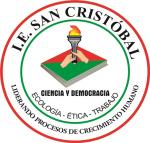 I.E. SAN CRISTÓBAL
CIENCIA Y DEMOCRACIA
ECOLOGÍA - ÉTICA - TRABAJO
LIDERANDO PROCESOS DE CRECIMIENTO HUMANO